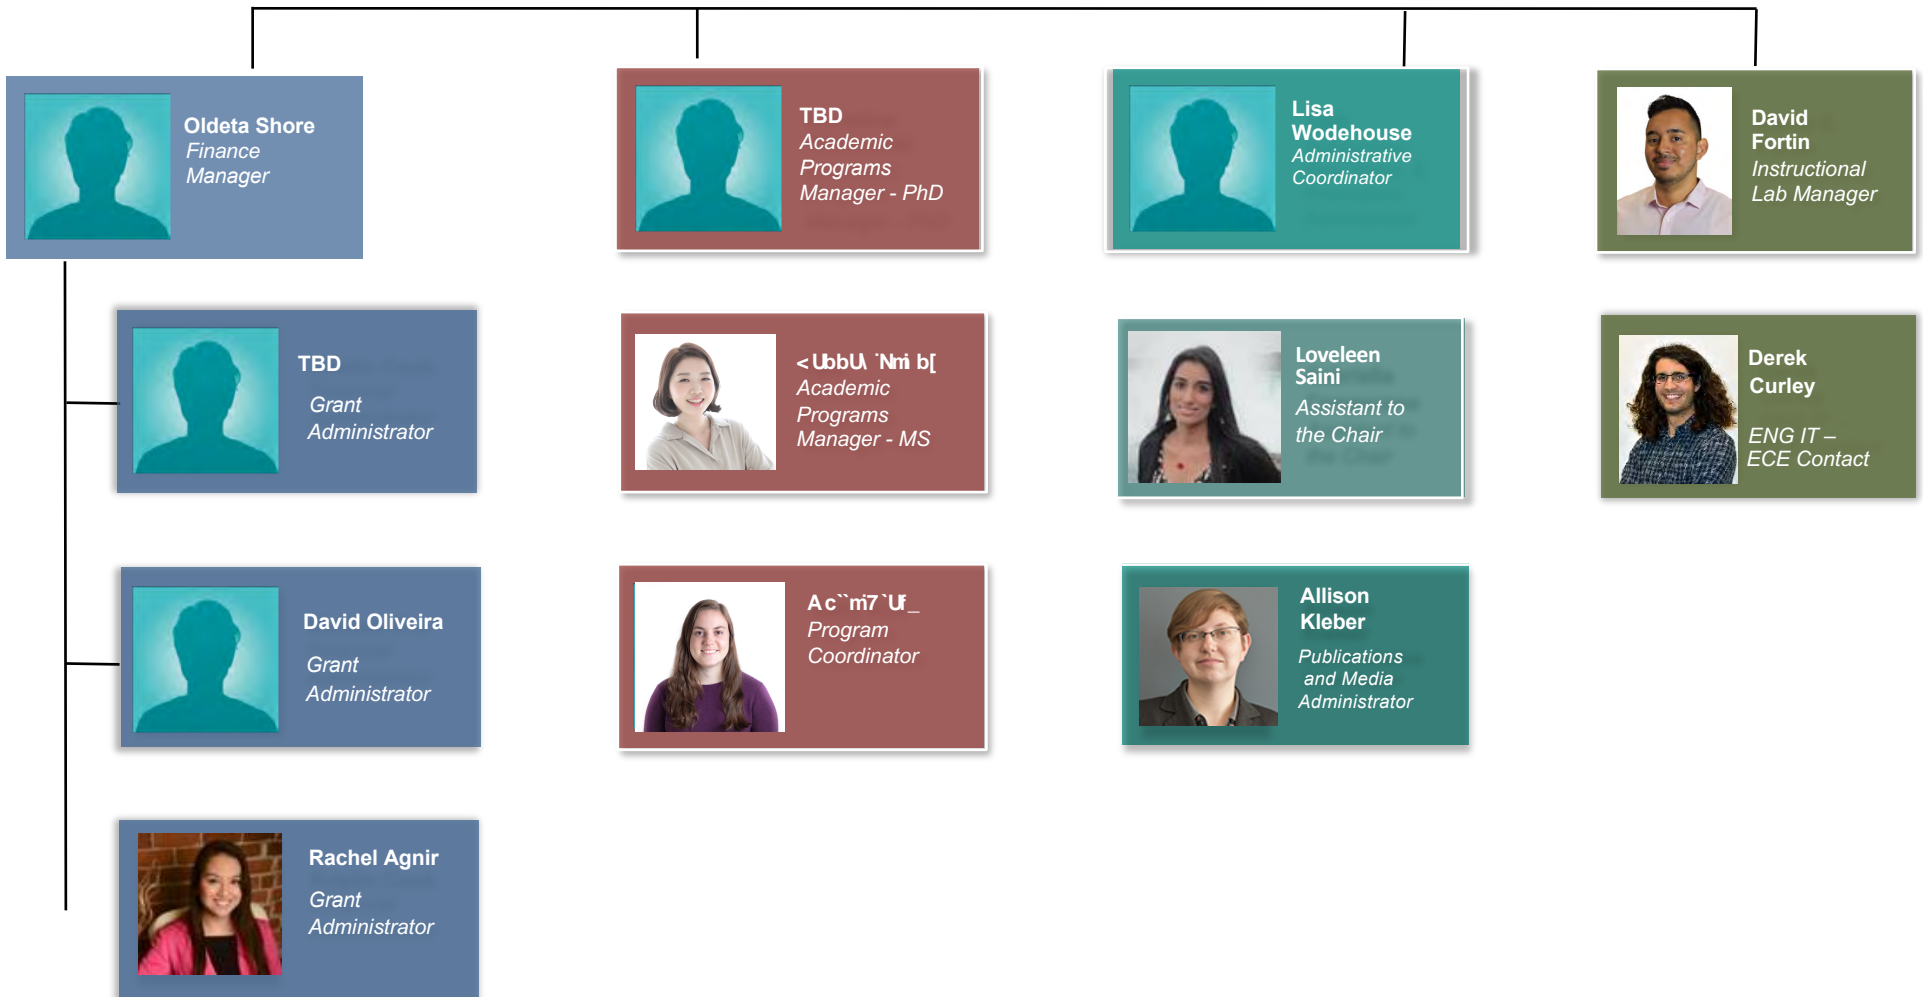 Oldeta Shore
Finance
Manager
TBD
Academic
Programs
Manager - PhD
Lisa
Wodehouse
Administrative
Coordinator
David
Fortin
Instructional
Lab Manager
TBD
Grant
Administrator
Academic
Programs
Manager - MS
Loveleen
Saini
Assistant to
the Chair
Derek
Curley
ENG IT –
ECE Contact
David Oliveira
Grant
Administrator
Program
Coordinator
Allison
Kleber
Publications
and Media
Administrator
Rachel Agnir
Grant
Administrator